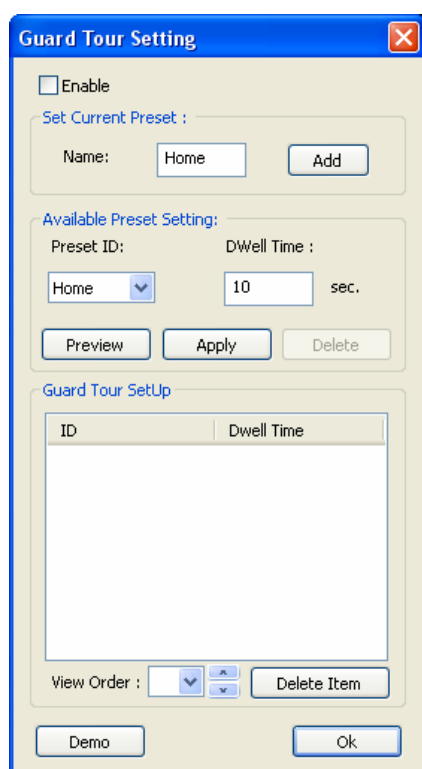 Guard Tour Setting
Enable
Set Current Preset :
Name: Home Add
Available Preset Setting:
Preset ID: DWell Time :
Home 10 sec.
Preview Apply Delete
Guard Tour SetUp
ID Dwell Time
View Order : Delete Item
Demo Ok